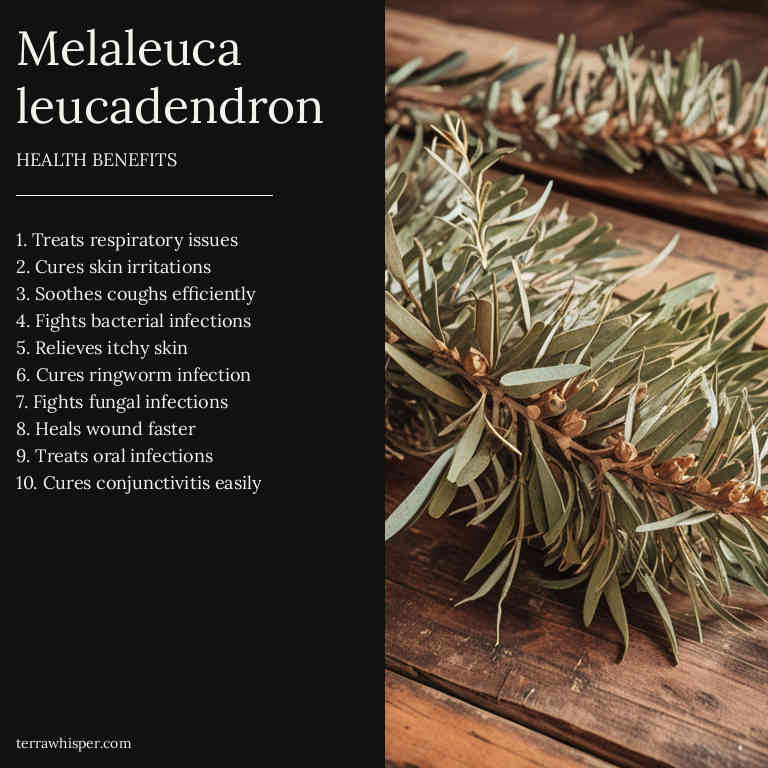 Melaleuca
leucadendron
HEALTH BENEFITS
1. Treats respiratory issues
2. Cures skin irritations
3. Soothes coughs efficiently
4. Fights bacterial infections
5. Relieves itchy skin
6. Cures ringworm infection
7. Fights fungal infections
8. Heals wound faster
9. Treats oral infections
10. Cures conjunctivitis easily
terrawhisper.com